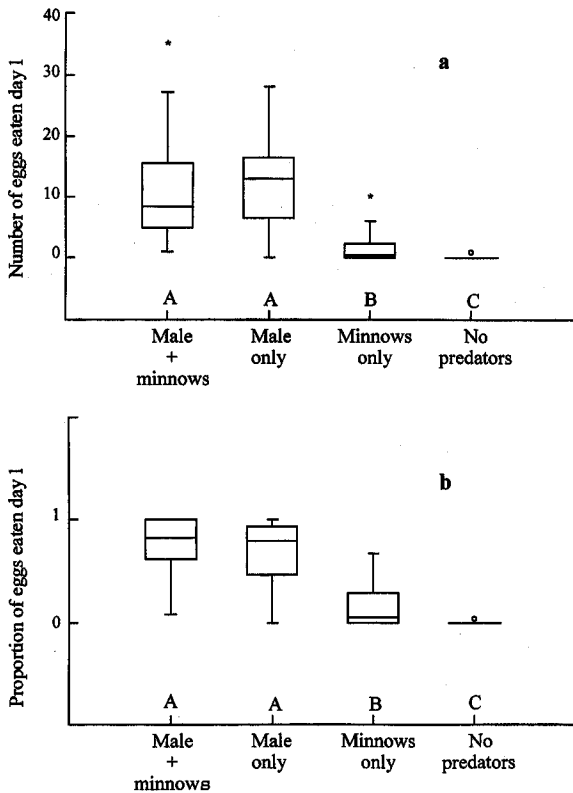 Number of eggs eaten day 1
40
30
20
10
0
a
*
*
A
A
B
C
Male
+
minnows
Male
only
Minnows
only
No
predators
Proportion of eggs eaten day 1
1
0
b
A
A
B
C
Male
+
minnows
Male
only
Minnows
only
No
predators